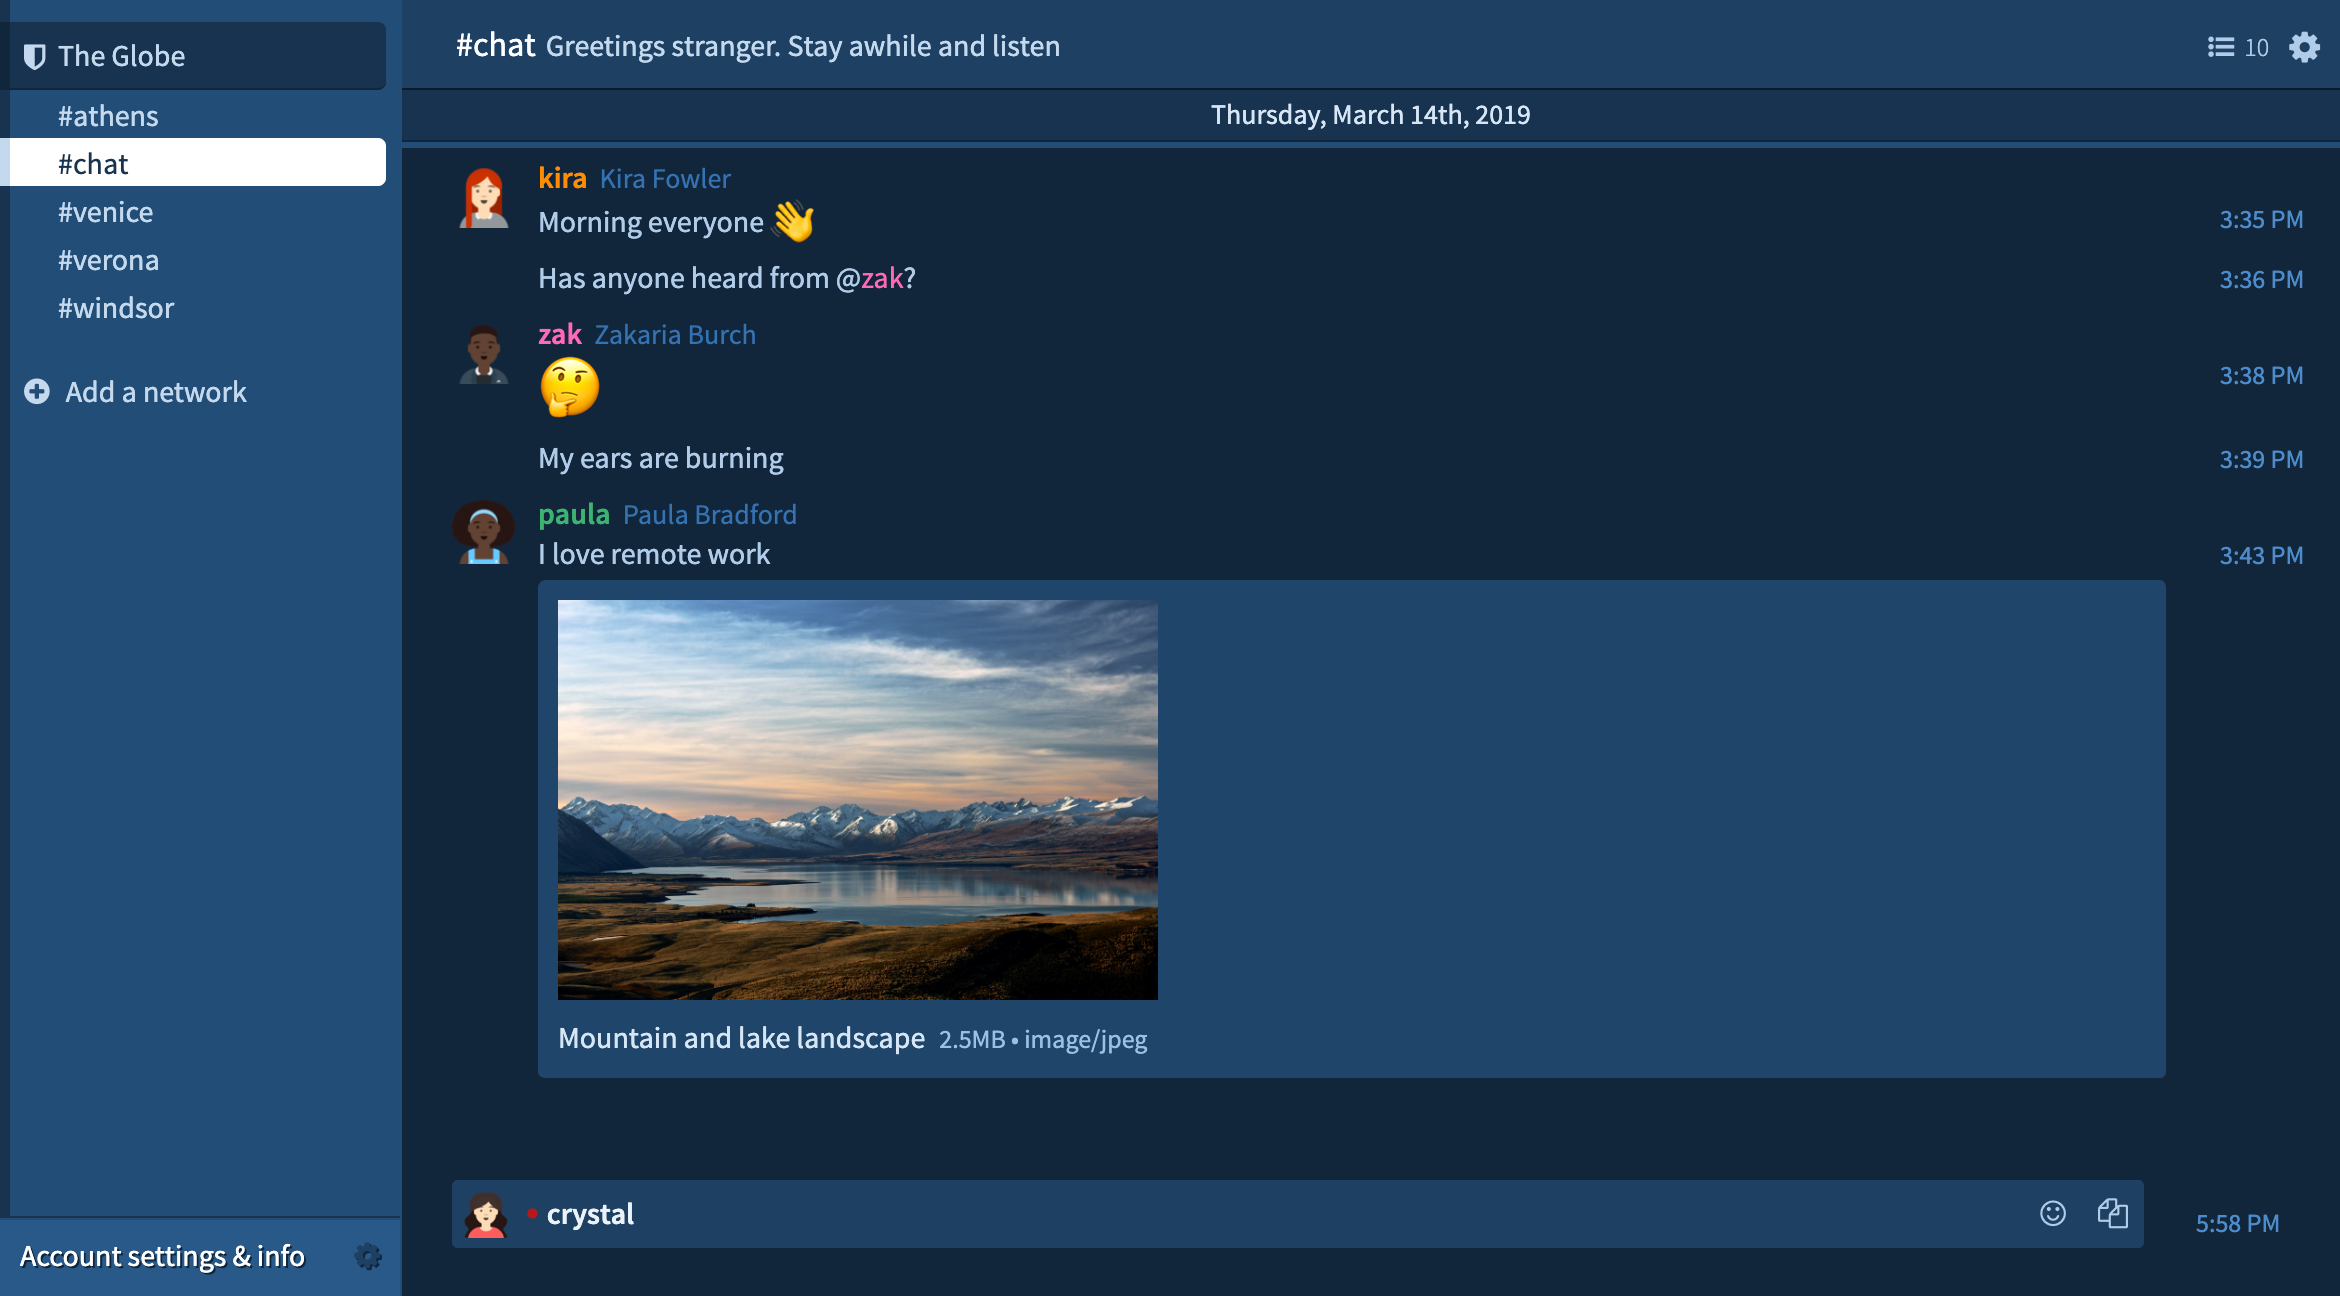 The Globe
#athens
#chat
#venice
#verona
#windsor
Add a network
Account settings & info
#chat Greetings stranger. Stay awhile and listen
10
Thursday, March 14th, 2019
kira Kira Fowler
Morning everyone 👋 3:35 PM
Has anyone heard from @zak? 3:36 PM
zak Zakaria Burch
🤔 3:38 PM
My ears are burning 3:39 PM
paula Paula Bradford
I love remote work 3:43 PM
Mountain and lake landscape 2.5MB • image/jpeg
crystal 5:58 PM